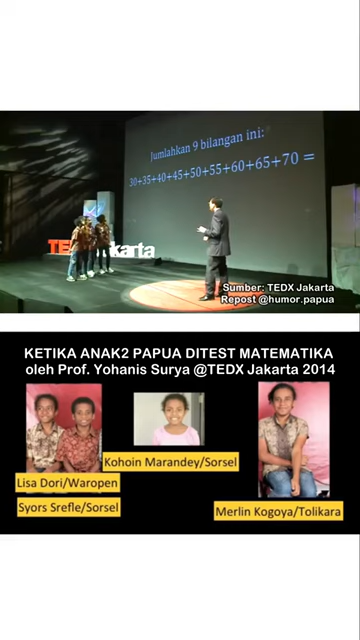 Jumlahkan 9 bilangan ini:
30+35+40+45+50+55+60+65+70 =
TEDx Jakarta
Sumber: TEDX Jakarta
Repost @humor.papua
KETIKA ANAK2 PAPUA DITEST MATEMATIKA
oleh Prof. Yohanis Surya @TEDX Jakarta 2014
Kohoin Marandey/Sorsel
Lisa Dori/Waropen
Syors Srefle/Sorsel
Merlin Kogoya/Tolikara